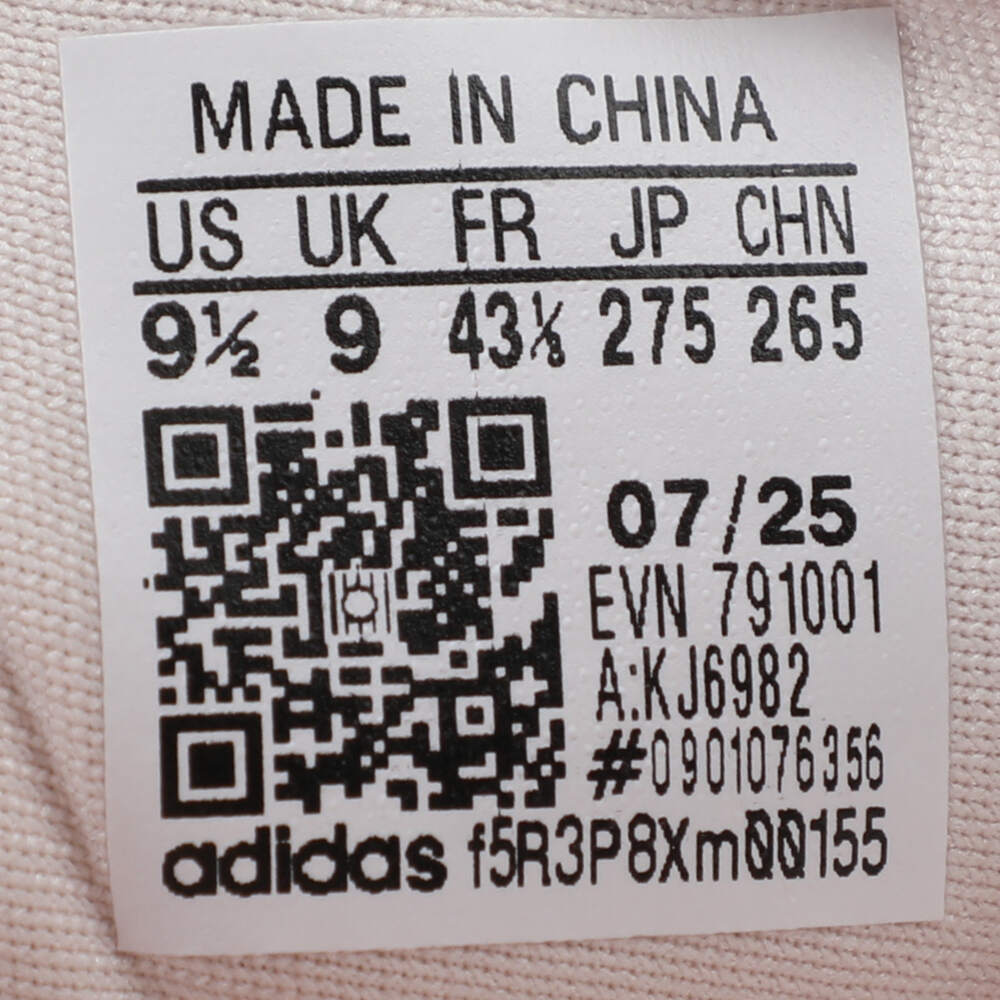 MADE IN CHINA
US UK FR JP CHN
9½ 9 43⅓ 275 265
07/25
EVN 791001
A:KJ6982
#0901076356
adidas f5R3P8Xm00155